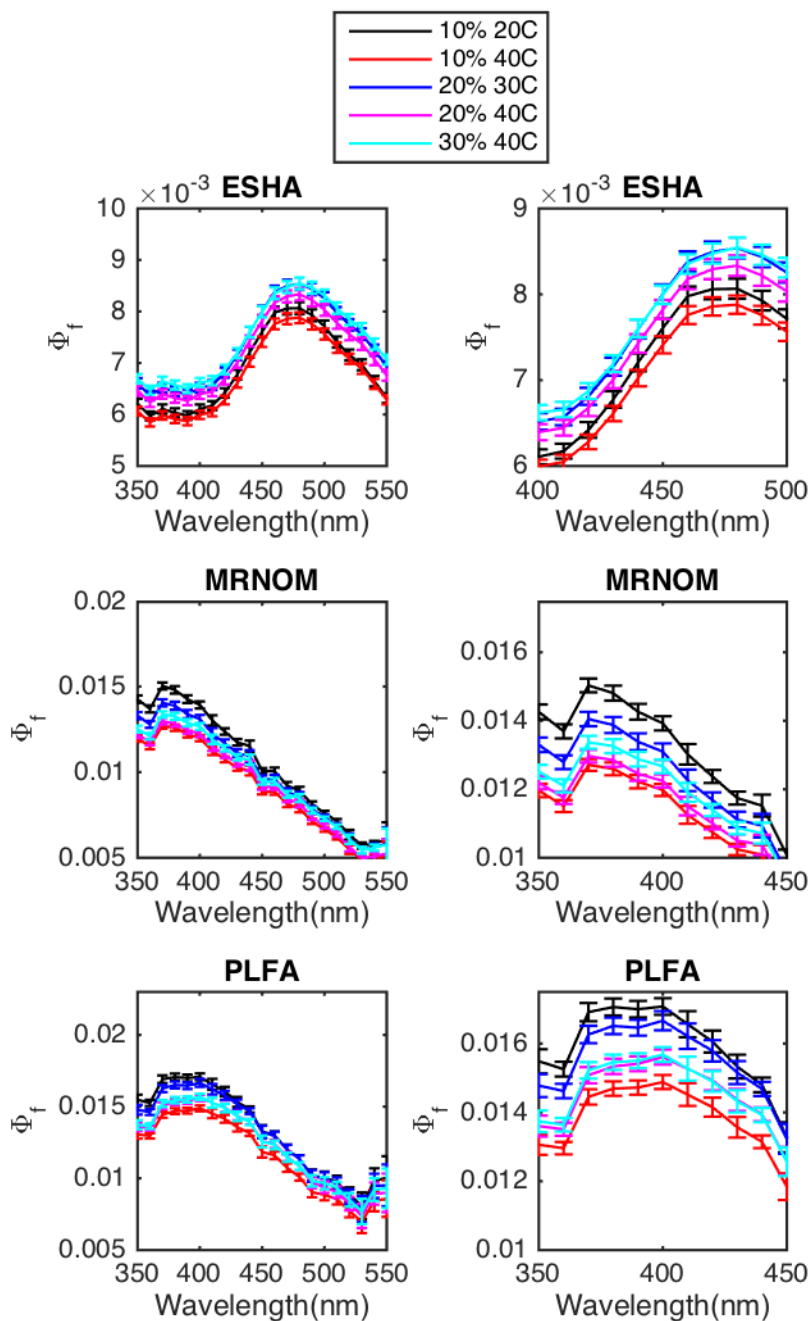 10% 20C
10% 40C
20% 30C
20% 40C
30% 40C
×10⁻³ ESHA
10
9
8
7
6
5
Φf
350 400 450 500 550
Wavelength(nm)
×10⁻³ ESHA
9
8
7
6
Φf
400 450 500
Wavelength(nm)
MRNOM
0.02
0.015
0.01
0.005
Φf
350 400 450 500 550
Wavelength(nm)
MRNOM
0.016
0.014
0.012
0.01
Φf
350 400 450
Wavelength(nm)
PLFA
0.02
0.015
0.01
0.005
Φf
350 400 450 500 550
Wavelength(nm)
PLFA
0.016
0.014
0.012
0.01
Φf
350 400 450
Wavelength(nm)